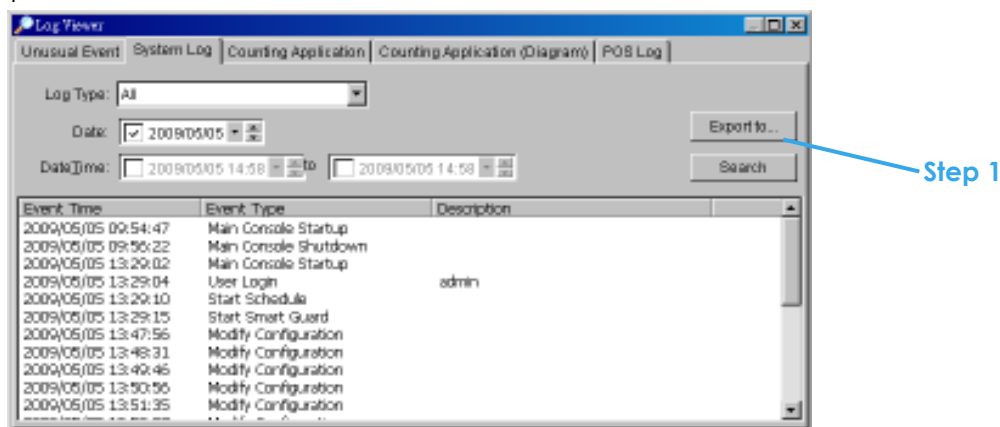 Log Viewer
Unusual Event System Log Counting Application Counting Application (Diagram) POS Log
Log Type: All
Date: 2009/05/05
Export to...
DateTime: 2009/05/05 14:58 to 2009/05/05 14:58
Search
Step 1
Event Time Event Type Description
2009/05/05 09:54:47 Main Console Startup
2009/05/05 09:56:22 Main Console Shutdown
2009/05/05 13:29:02 Main Console Startup
2009/05/05 13:29:04 User Login admin
2009/05/05 13:29:10 Start Schedule
2009/05/05 13:29:15 Start Smart Guard
2009/05/05 13:47:56 Modify Configuration
2009/05/05 13:48:31 Modify Configuration
2009/05/05 13:49:46 Modify Configuration
2009/05/05 13:50:56 Modify Configuration
2009/05/05 13:51:35 Modify Configuration